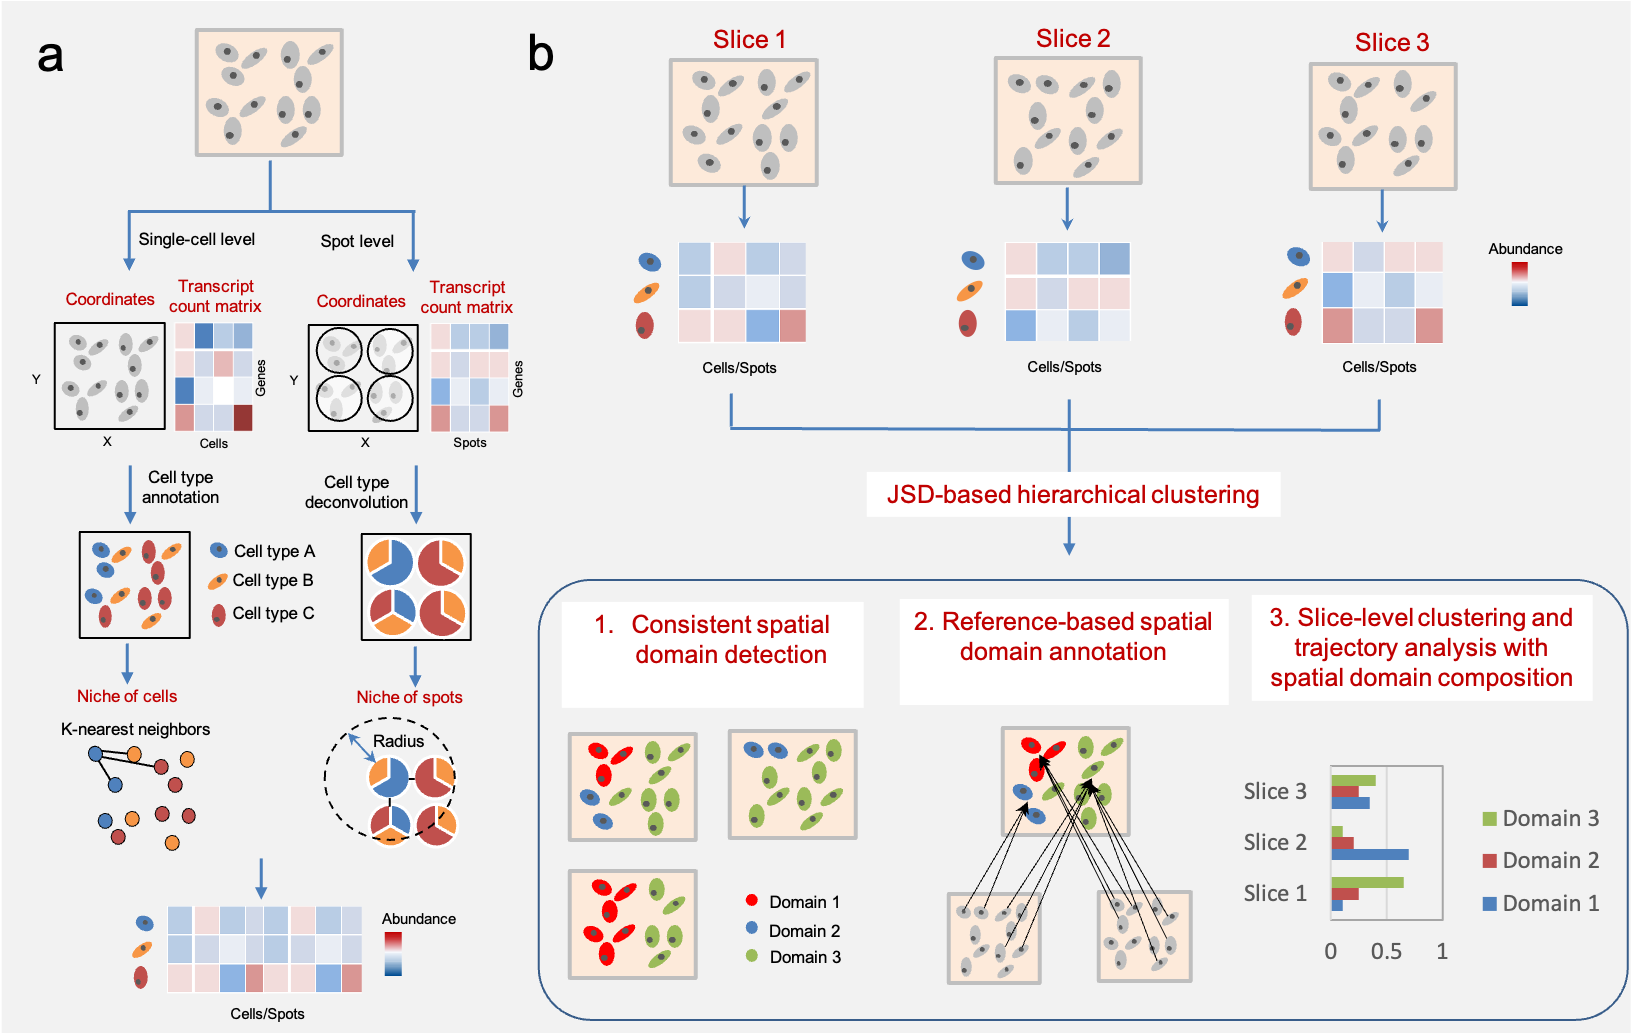 a
Single-cell level
Spot level
Coordinates
Transcript
count matrix
Y
X
Genes
Cells
Coordinates
Transcript
count matrix
Y
X
Genes
Spots
Cell type
annotation
Cell type
deconvolution
Cell type A
Cell type B
Cell type C
Niche of cells
K-nearest neighbors
Niche of spots
Radius
Abundance
Cells/Spots
b
Slice 1
Slice 2
Slice 3
Abundance
Cells/Spots
Cells/Spots
Cells/Spots
JSD-based hierarchical clustering
1. Consistent spatial
domain detection
Domain 1
Domain 2
Domain 3
2. Reference-based spatial
domain annotation
3. Slice-level clustering and
trajectory analysis with
spatial domain composition
Slice 3
Slice 2
Slice 1
0 0.5 1
Domain 3
Domain 2
Domain 1